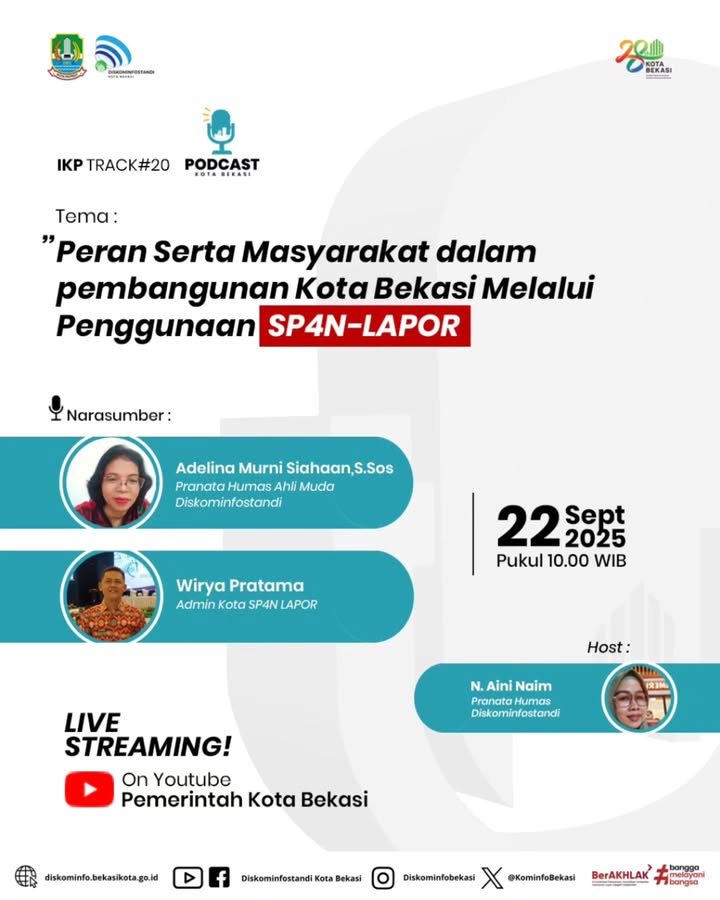 DISKOMINFOSTANDI
KOTA BEKASI
28
KOTA
BEKASI
IKP TRACK#20
PODCAST
KOTA BEKASI
Tema :
”Peran Serta Masyarakat dalam
pembangunan Kota Bekasi Melalui
Penggunaan SP4N-LAPOR
Narasumber :
Adelina Murni Siahaan,S.Sos
Pranata Humas Ahli Muda
Diskominfostandi
22 Sept
2025
Pukul 10.00 WIB
Wirya Pratama
Admin Kota SP4N LAPOR
Host :
N. Aini Naim
Pranata Humas
Diskominfostandi
LIVE
STREAMING!
On Youtube
Pemerintah Kota Bekasi
diskominfo.bekasikota.go.id
Diskominfostandi Kota Bekasi
Diskominfobekasi
@KominfoBekasi
BerAKHLAK
#bangga
melayani
bangsa